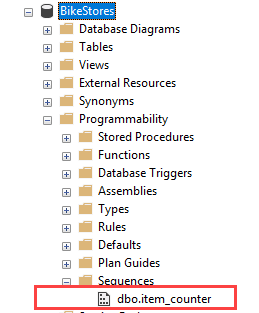 BikeStores
Database Diagrams
Tables
Views
External Resources
Synonyms
Programmability
Stored Procedures
Functions
Database Triggers
Assemblies
Types
Rules
Defaults
Plan Guides
Sequences
dbo.item_counter